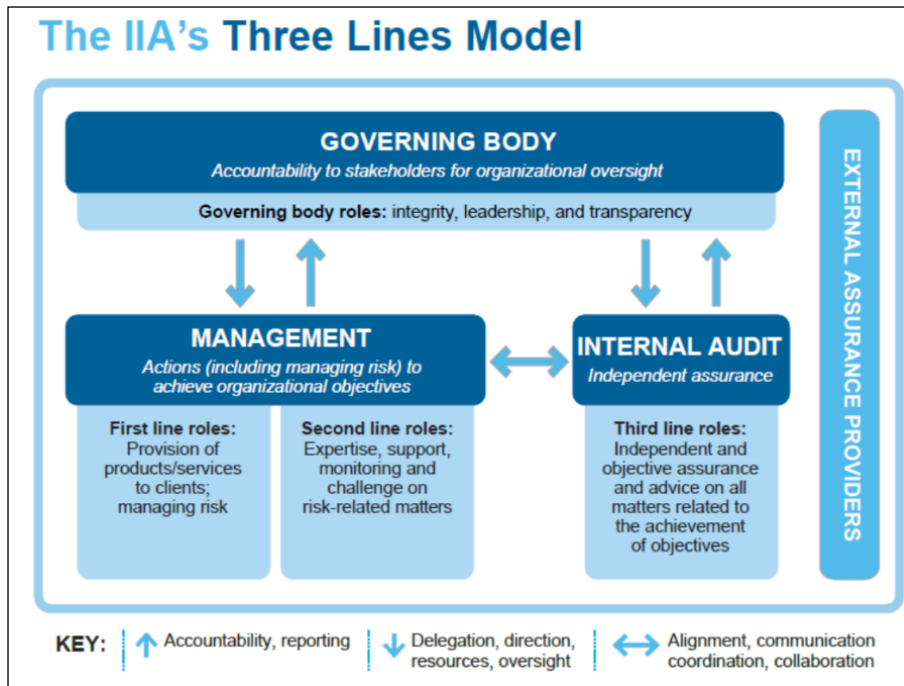 The IIA's Three Lines Model
GOVERNING BODY
Accountability to stakeholders for organizational oversight
Governing body roles: integrity, leadership, and transparency
MANAGEMENT
Actions (including managing risk) to
achieve organizational objectives
First line roles:
Provision of
products/services
to clients;
managing risk
Second line roles:
Expertise, support,
monitoring and
challenge on
risk-related matters
INTERNAL AUDIT
Independent assurance
Third line roles:
Independent and
objective assurance
and advice on all
matters related to
the achievement
of objectives
EXTERNAL ASSURANCE PROVIDERS
KEY:
Accountability, reporting
Delegation, direction,
resources, oversight
Alignment, communication
coordination, collaboration